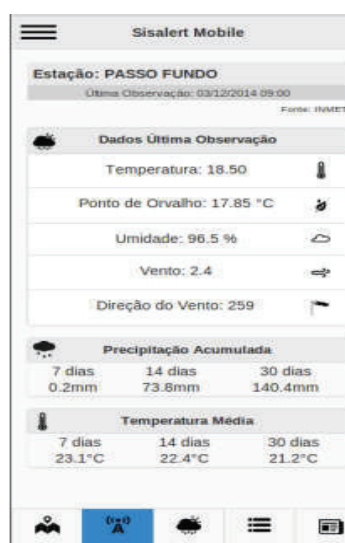 Sisalert Mobile
Estação: PASSO FUNDO
Última Observação: 03/12/2014 09:00
Fonte: INMET
Dados Última Observação
Temperatura: 18.50
Ponto de Orvalho: 17.85 °C
Umidade: 96.5 %
Vento: 2.4
Direção do Vento: 259
Precipitação Acumulada
7 dias 14 dias 30 dias
0.2mm 73.8mm 140.4mm
Temperatura Média
7 dias 14 dias 30 dias
23.1°C 22.4°C 21.2°C